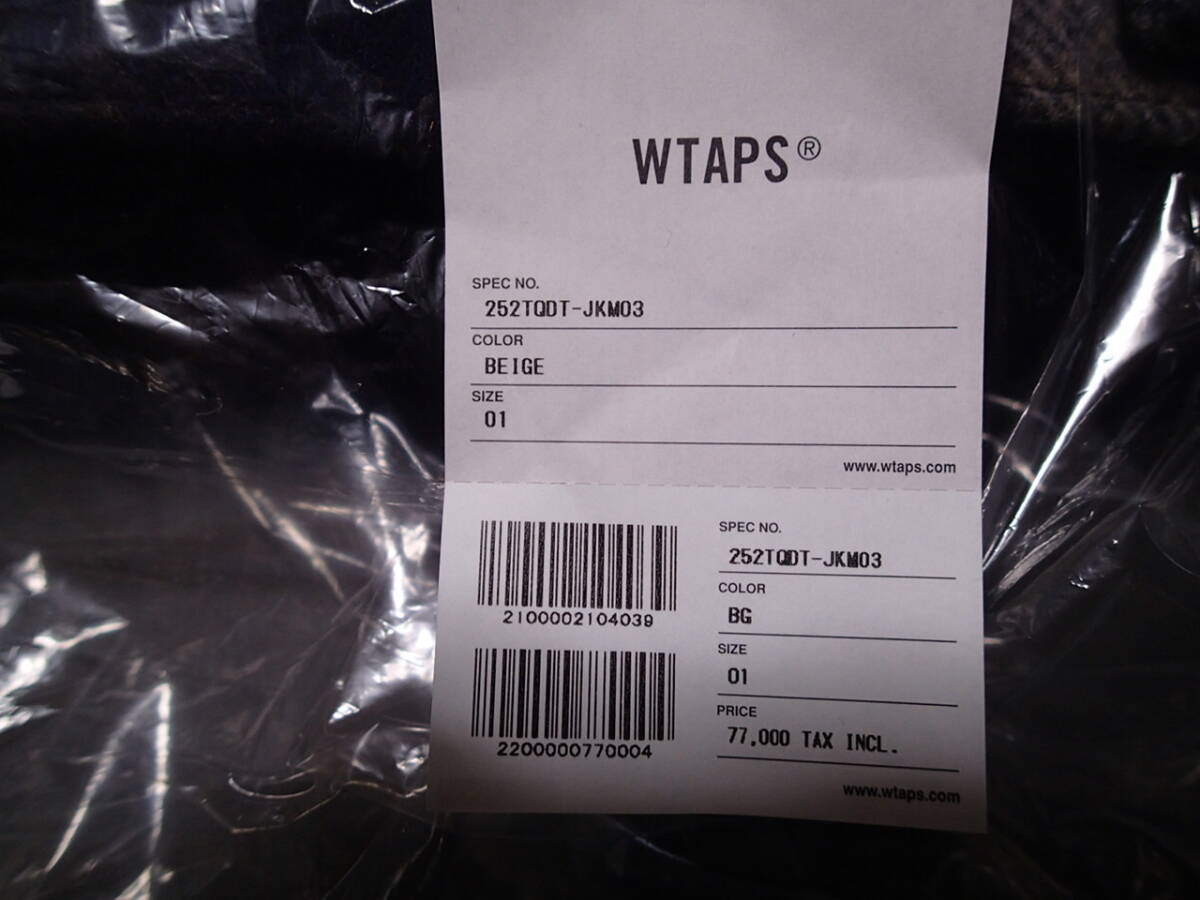 WTAPS®
SPEC NO.
252TQDT-JKM03
COLOR
BEIGE
SIZE
01
www.wtaps.com
2100002104039
2200000770004
SPEC NO.
252TQDT-JKM03
COLOR
BG
SIZE
01
PRICE
77,000 TAX INCL.
www.wtaps.com